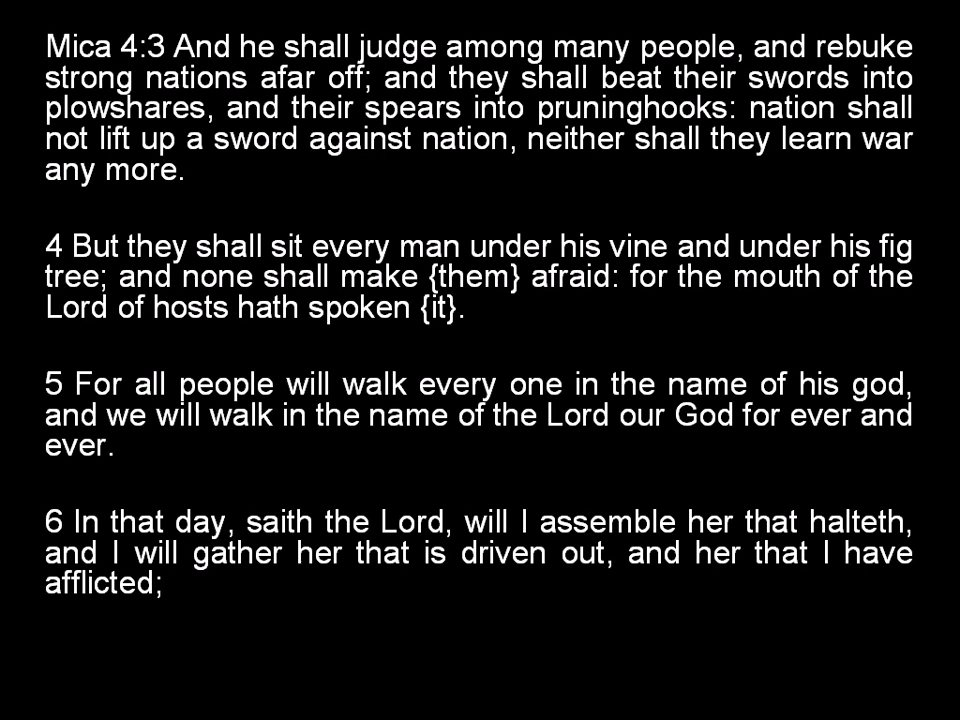 Mica 4:3 And he shall judge among many people, and rebuke
strong nations afar off; and they shall beat their swords into
plowshares, and their spears into pruninghooks: nation shall
not lift up a sword against nation, neither shall they learn war
any more.
4 But they shall sit every man under his vine and under his fig
tree; and none shall make {them} afraid: for the mouth of the
Lord of hosts hath spoken {it}.
5 For all people will walk every one in the name of his god,
and we will walk in the name of the Lord our God for ever and
ever.
6 In that day, saith the Lord, will I assemble her that halteth,
and I will gather her that is driven out, and her that I have
afflicted;